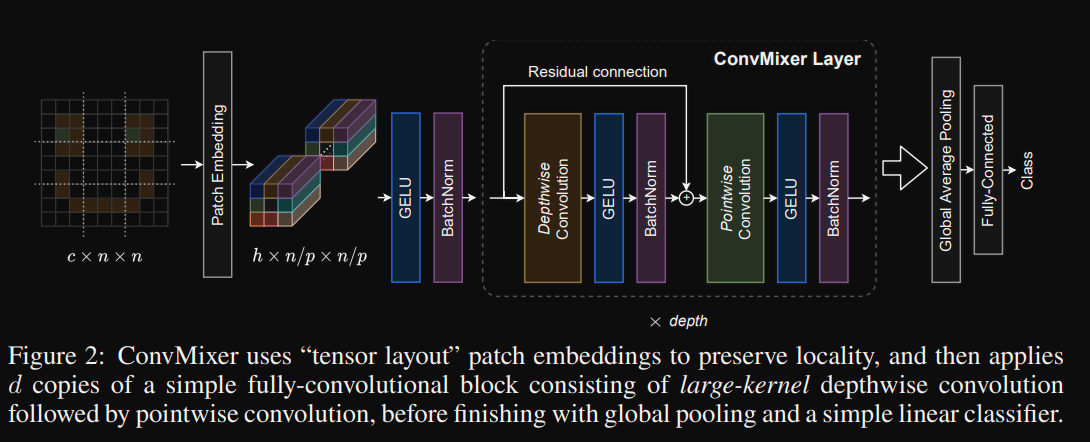 ConvMixer Layer
Residual connection
c × n × n
Patch Embedding
h × n/p × n/p
GELU
BatchNorm
Depthwise
Convolution
GELU
BatchNorm
+
Pointwise
Convolution
GELU
BatchNorm
Global Average Pooling
Fully-Connected
Class
× depth
Figure 2: ConvMixer uses “tensor layout” patch embeddings to preserve locality, and then applies
d copies of a simple fully-convolutional block consisting of large-kernel depthwise convolution
followed by pointwise convolution, before finishing with global pooling and a simple linear classifier.